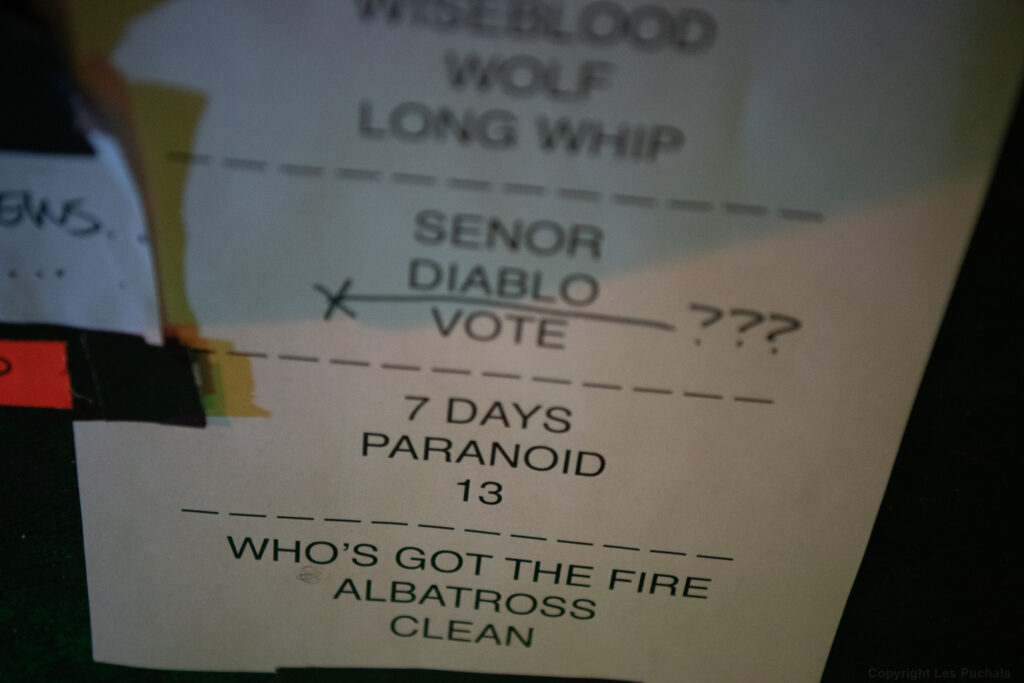 WISEBLOOD
WOLF
LONG WHIP
EWS. . .
. . .
SENOR
DIABLO
X ???
VOTE
7 DAYS
PARANOID
13
WHO'S GOT THE FIRE
ALBATROSS
CLEAN
Copyright Les Puchala